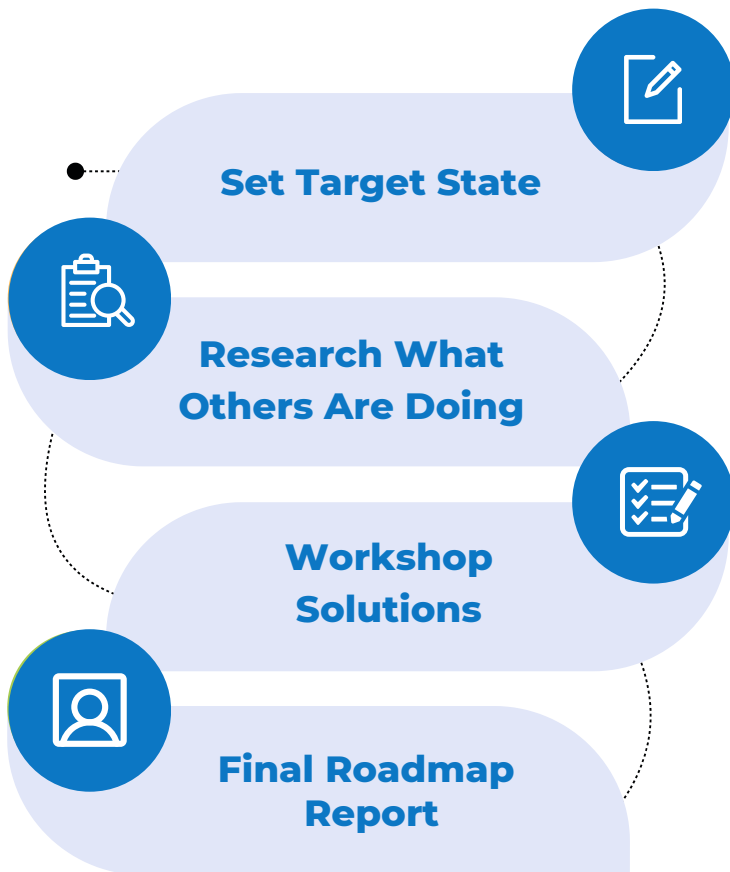 Set Target State
Research What
Others Are Doing
Workshop
Solutions
Final Roadmap
Report